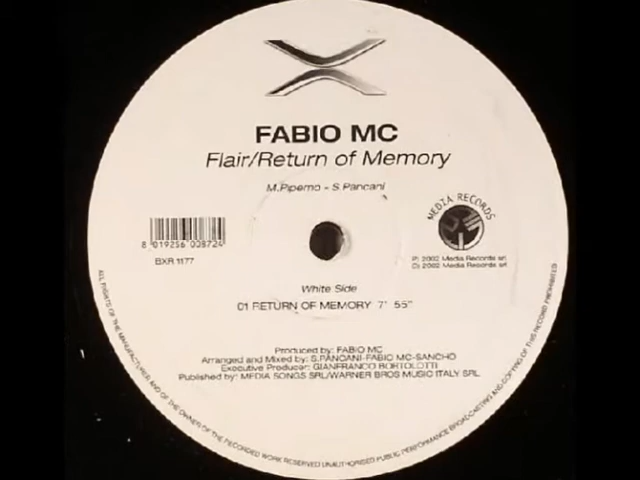 FABIO MC
Flair/Return of Memory
M.Piperno - S.Pancani
MEDIA RECORDS
8 019256 008724
BXR 1177
P) 2002 Media Records srl
C) 2002 Media Records srl
White Side
01 RETURN OF MEMORY 7' 55"
Produced by: FABIO MC
Arranged and Mixed by: S.PANCANI-FABIO MC-SANCHO
Executive Producer: GIANFRANCO BORTOLOTTI
Published by: MEDIA SONGS SRL/WARNER BROS MUSIC ITALY SRL
ALL RIGHTS OF THE MANUFACTURER AND OF THE OWNER OF THE RECORDED WORK RESERVED UNAUTHORISED PUBLIC PERFORMANCE BROADCASTING AND COPYING OF THIS RECORD PROHIBITED